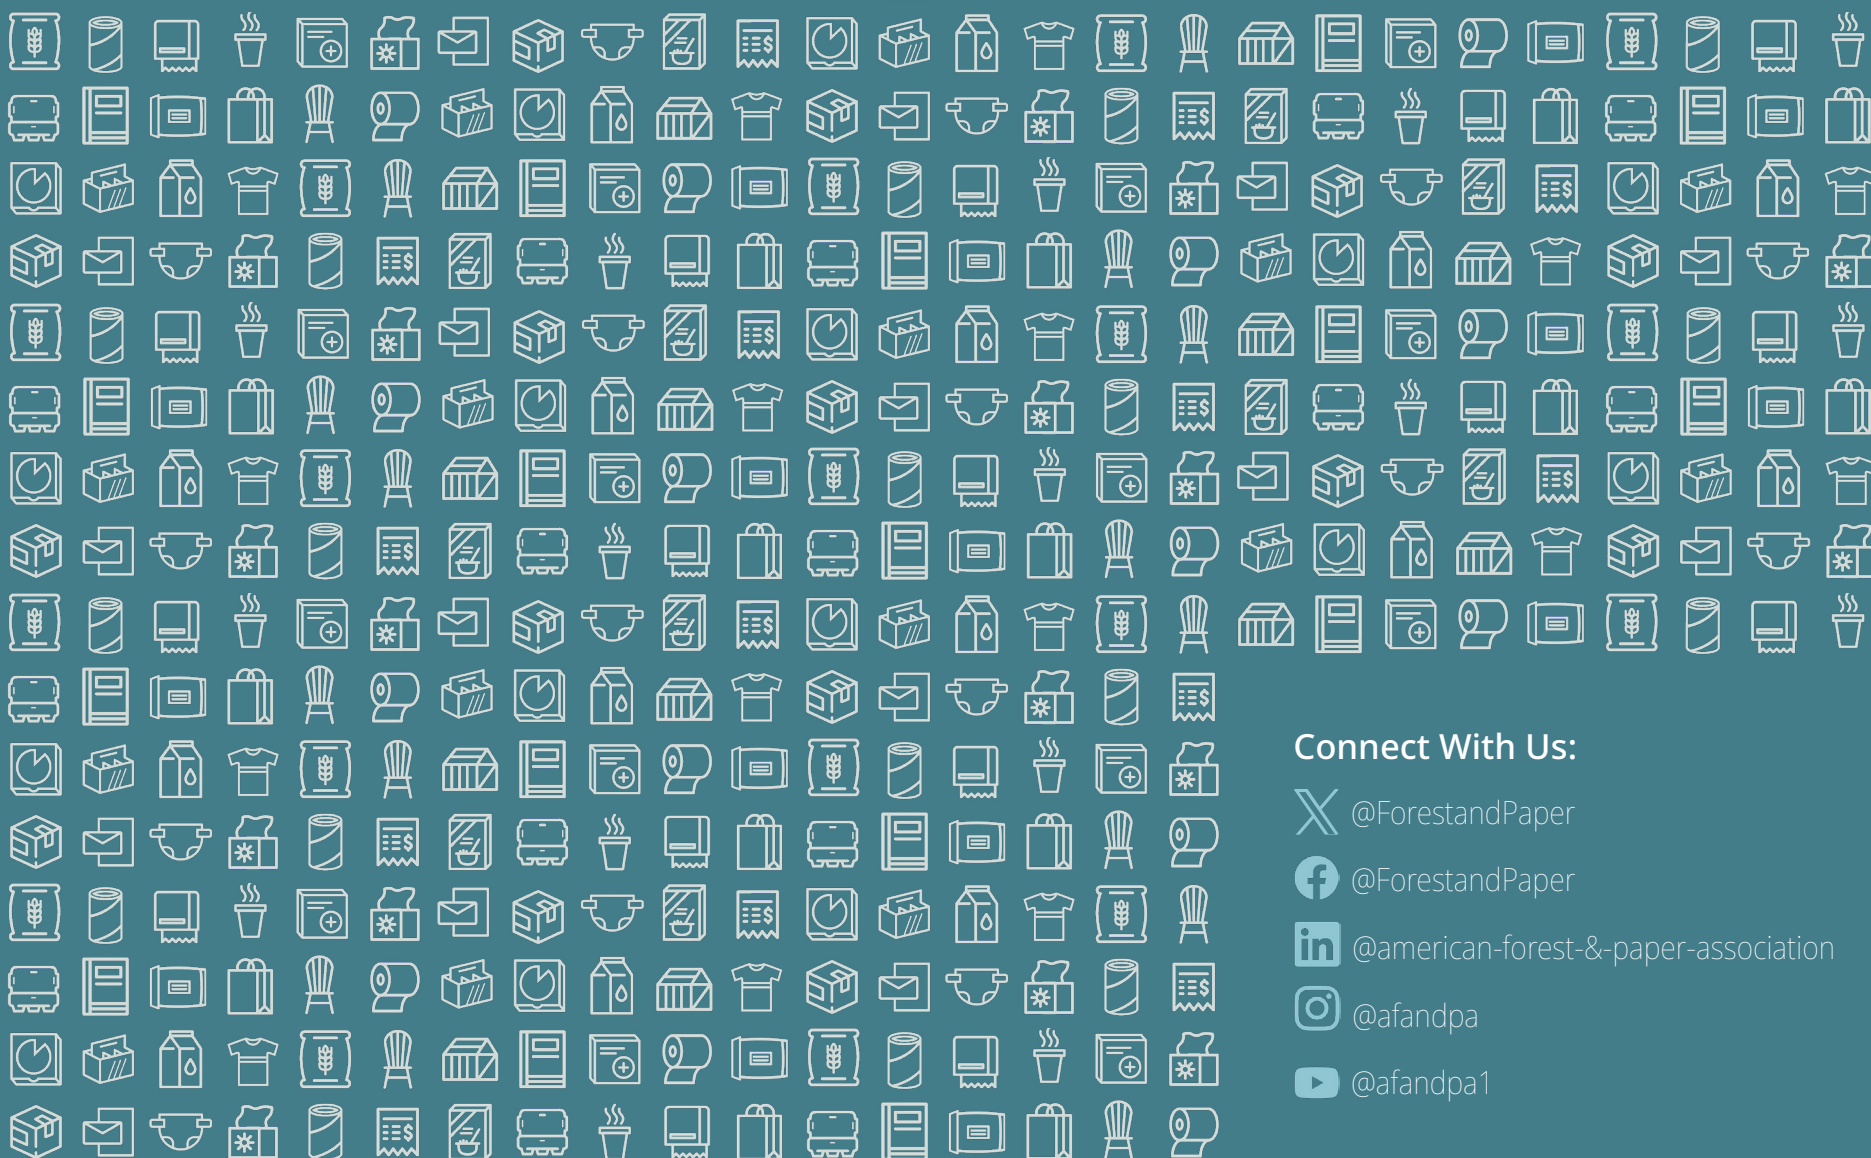 Connect With Us:
@ForestandPaper
@ForestandPaper
@american-forest-&-paper-association
@afandpa
@afandpa1